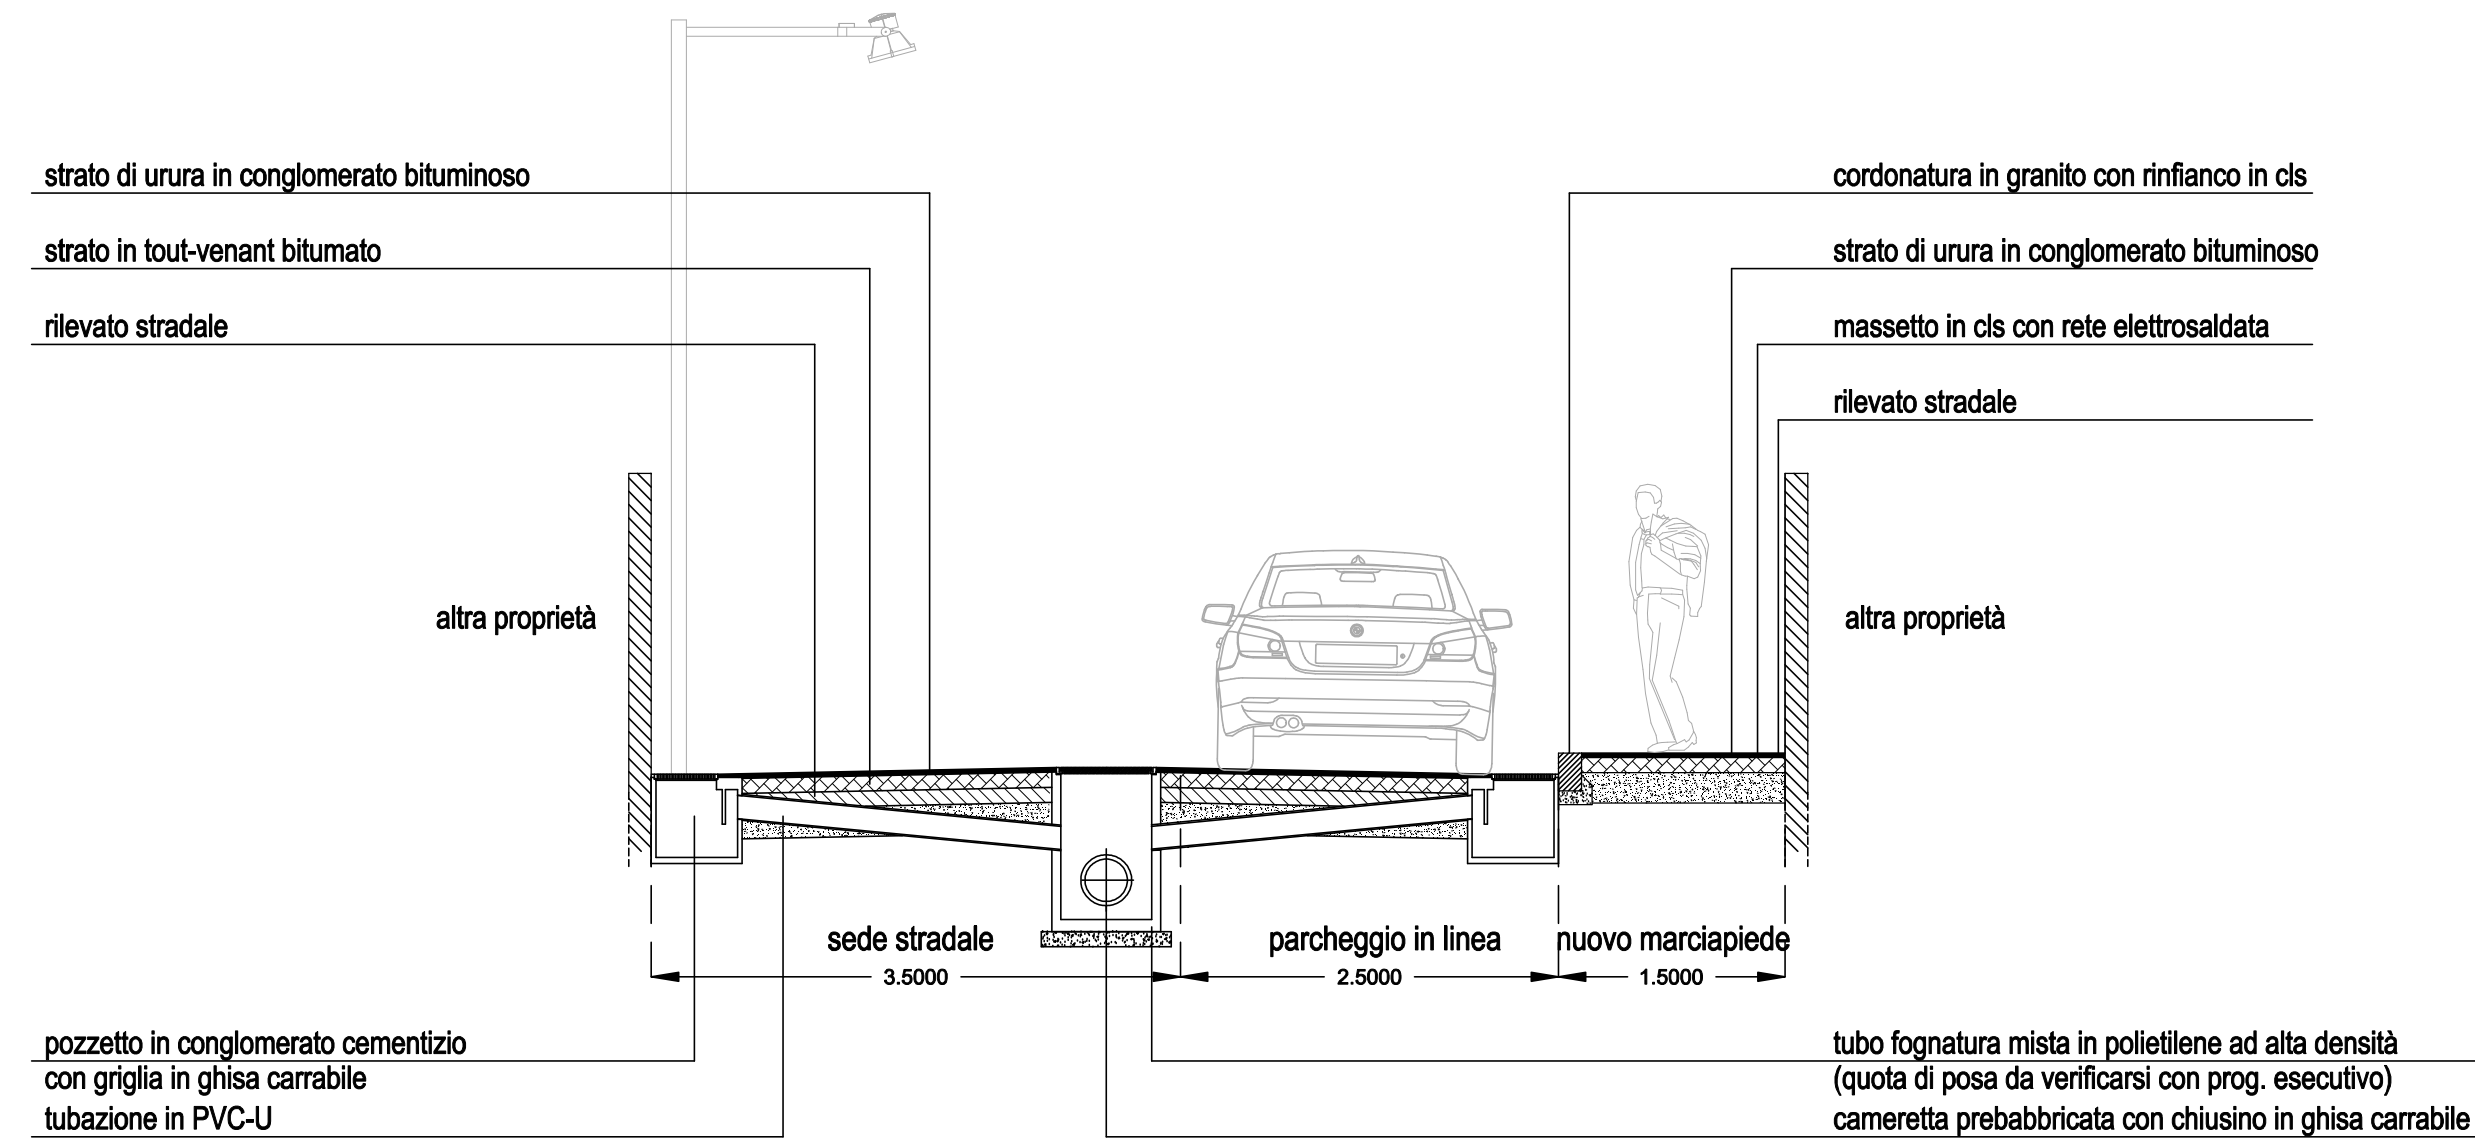 strato di urura in conglomerato bituminoso
strato in tout-venant bitumato
rilevato stradale
cordonatura in granito con rinfianco in cls
strato di urura in conglomerato bituminoso
massetto in cls con rete elettrosaldata
rilevato stradale
altra proprietà
altra proprietà
sede stradale
3.5000
parcheggio in linea
2.5000
nuovo marciapiede
1.5000
pozzetto in conglomerato cementizio
con griglia in ghisa carrabile
tubazione in PVC-U
tubo fognatura mista in polietilene ad alta densità
(quota di posa da verificarsi con prog. esecutivo)
cameretta prebabbricata con chiusino in ghisa carrabile